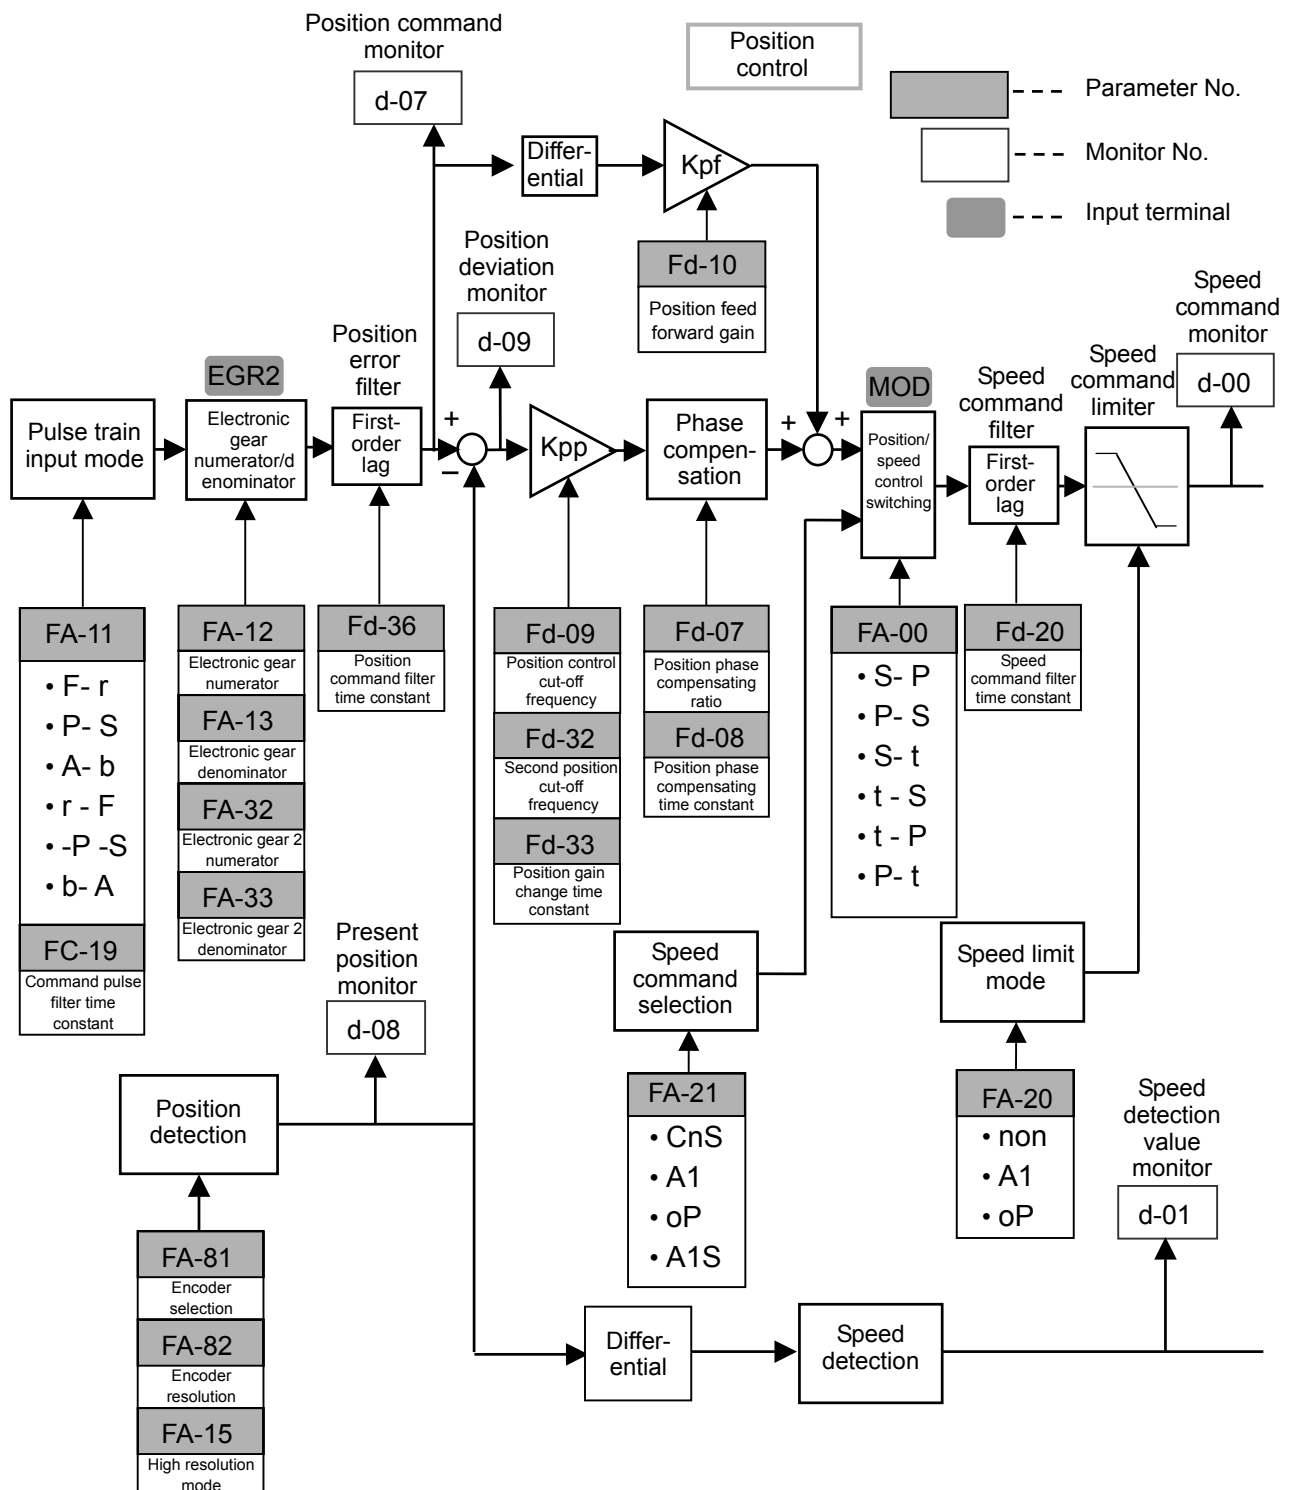 Position command
monitor
d-07
Position
control
Parameter No.
Monitor No.
Input terminal
Differ-
ential
Kpf
Fd-10
Position feed
forward gain
Position
deviation
monitor
d-09
Position
error
filter
EGR2
Pulse train
input mode
Electronic
gear
numerator/d
enominator
First-
order
lag
+
−
Kpp
Phase
compen-
sation
+
+
MOD
Position/
speed
control
switching
Speed
command
filter
First-
order
lag
Speed
command
limiter
Speed
command
monitor
d-00
FA-11
• F- r
• P- S
• A- b
• r - F
• -P -S
• b- A
FC-19
Command pulse
filter time
constant
FA-12
Electronic gear
numerator
FA-13
Electronic gear
denominator
FA-32
Electronic gear 2
numerator
FA-33
Electronic gear 2
denominator
Fd-36
Position
command filter
time constant
Fd-09
Position control
cut-off
frequency
Fd-32
Second position
cut-off
frequency
Fd-33
Position gain
change time
constant
Fd-07
Position phase
compensating
ratio
Fd-08
Position phase
compensating
time constant
FA-00
• S- P
• P- S
• S- t
• t - S
• t - P
• P- t
Fd-20
Speed
command filter
time constant
Present
position
monitor
d-08
Speed
command
selection
FA-21
• CnS
• A1
• oP
• A1S
Speed limit
mode
FA-20
• non
• A1
• oP
Speed
detection
value
monitor
d-01
Position
detection
FA-81
Encoder
selection
FA-82
Encoder
resolution
FA-15
High resolution
mode
Differ-
ential
Speed
detection